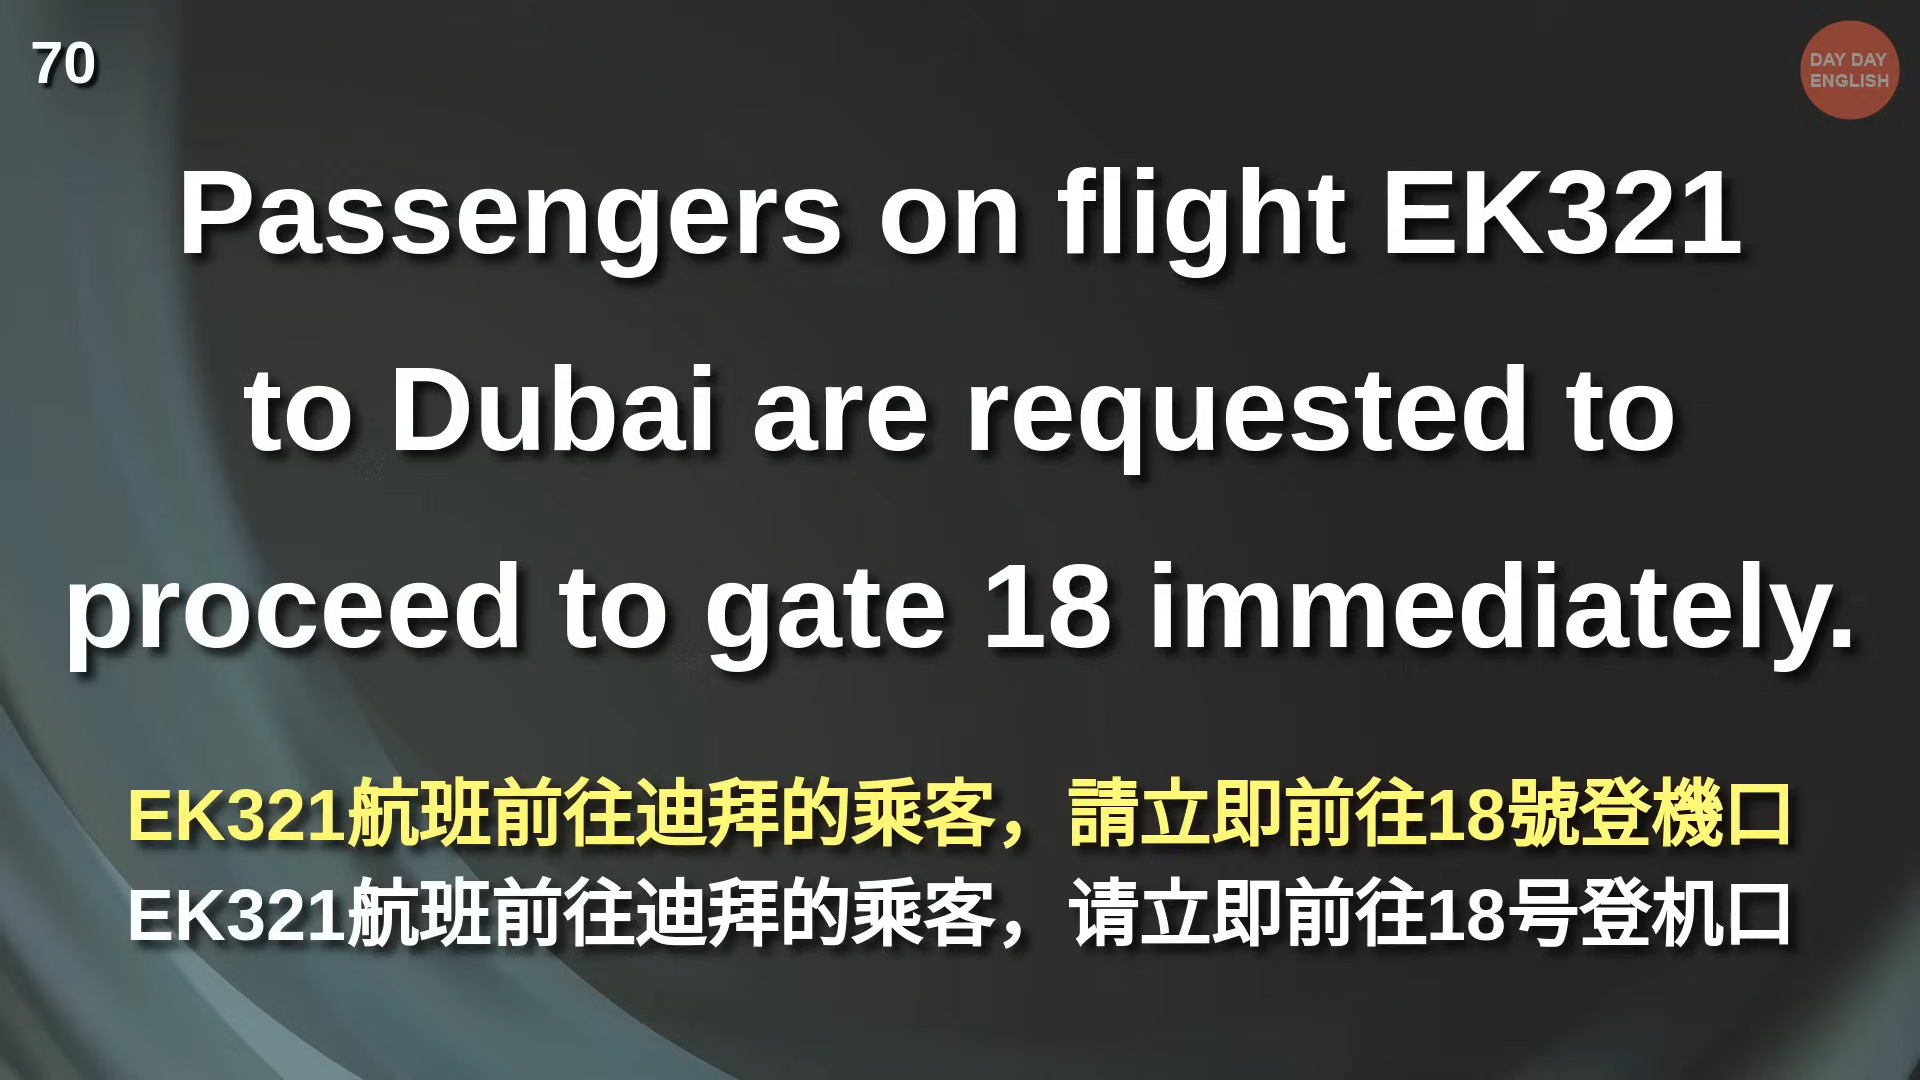 70
DAY DAY
ENGLISH
Passengers on flight EK321
to Dubai are requested to
proceed to gate 18 immediately.
EK321航班前往迪拜的乘客，請立即前往18號登機口
EK321航班前往迪拜的乘客，请立即前往18号登机口